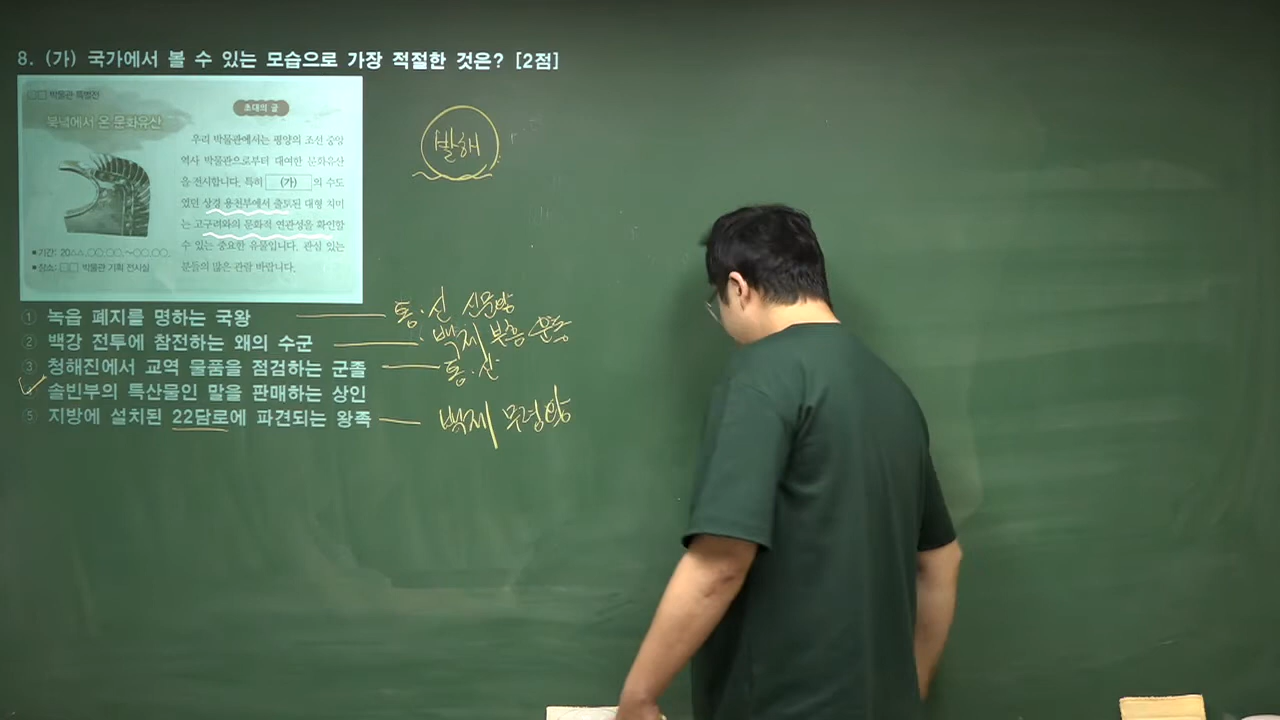 8. (가) 국가에서 볼 수 있는 모습으로 가장 적절한 것은? [2점]
□□ 박물관 특별전
북녘에서 온 문화유산
초대의 글
우리 박물관에서는 평양의 조선 중앙
역사 박물관으로부터 대여한 문화유산
을 전시합니다. 특히 (가) 의 수도
였던 상경 용천부에서 출토된 대형 치미
는 고구려와의 문화적 연관성을 확인할
수 있는 중요한 유물입니다. 관심 있는
분들의 많은 관람 바랍니다.
■기간: 20△△.○○.○○.~○○.○○.
■장소: □□ 박물관 기획 전시실
발해
① 녹읍 폐지를 명하는 국왕
통·신 신문왕
② 백강 전투에 참전하는 왜의 수군
백제 부흥 운동
③ 청해진에서 교역 물품을 점검하는 군졸
통·신
솔빈부의 특산물인 말을 판매하는 상인
⑤ 지방에 설치된 22담로에 파견되는 왕족
백제 무령왕